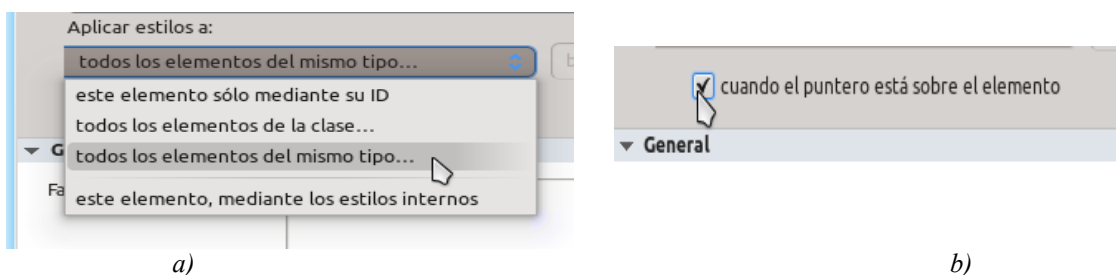 Aplicar estilos a:
todos los elementos del mismo tipo...
este elemento sólo mediante su ID
todos los elementos de la clase...
todos los elementos del mismo tipo...
este elemento, mediante los estilos internos
cuando el puntero está sobre el elemento
General
a)
b)